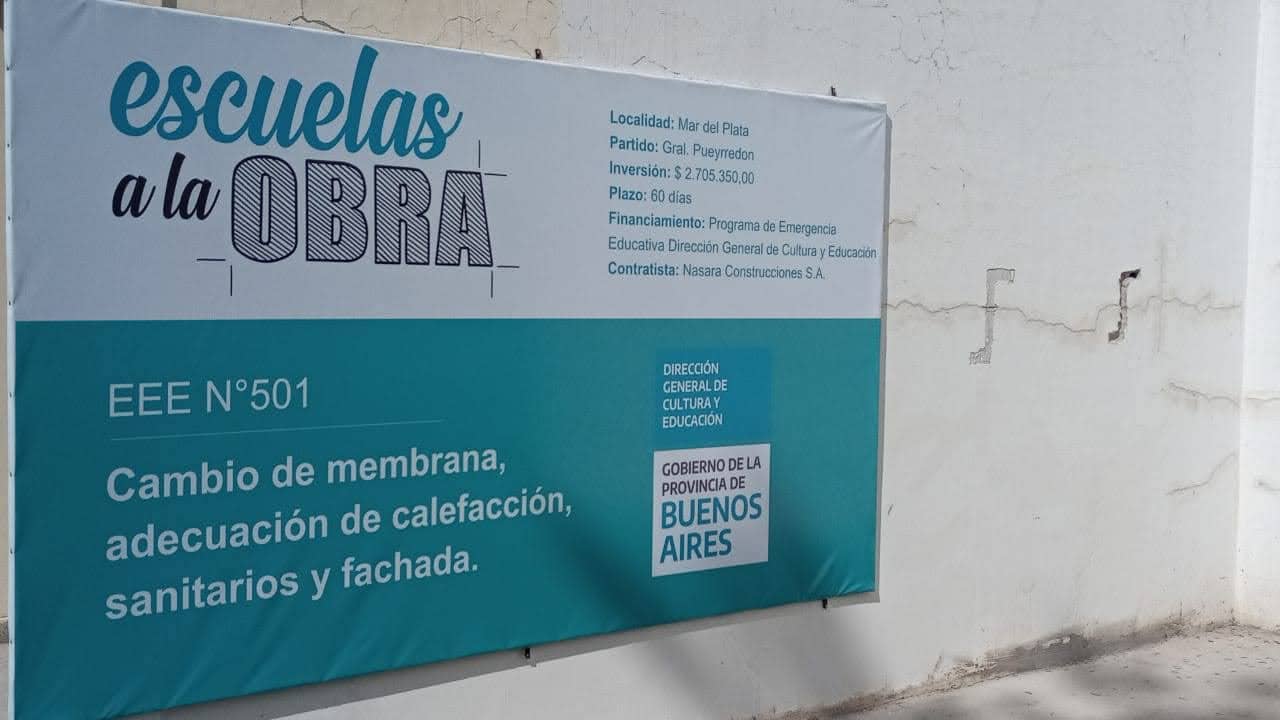 escuelas
a la OBRA
Localidad: Mar del Plata
Partido: Gral. Pueyrredon
Inversión: $ 2.705.350,00
Plazo: 60 días
Financiamiento: Programa de Emergencia
Educativa Dirección General de Cultura y Educación
Contratista: Nasara Construcciones S.A.
EEE N°501
Cambio de membrana,
adecuación de calefacción,
sanitarios y fachada.
DIRECCIÓN
GENERAL DE
CULTURA Y
EDUCACIÓN
GOBIERNO DE LA
PROVINCIA DE
BUENOS
AIRES